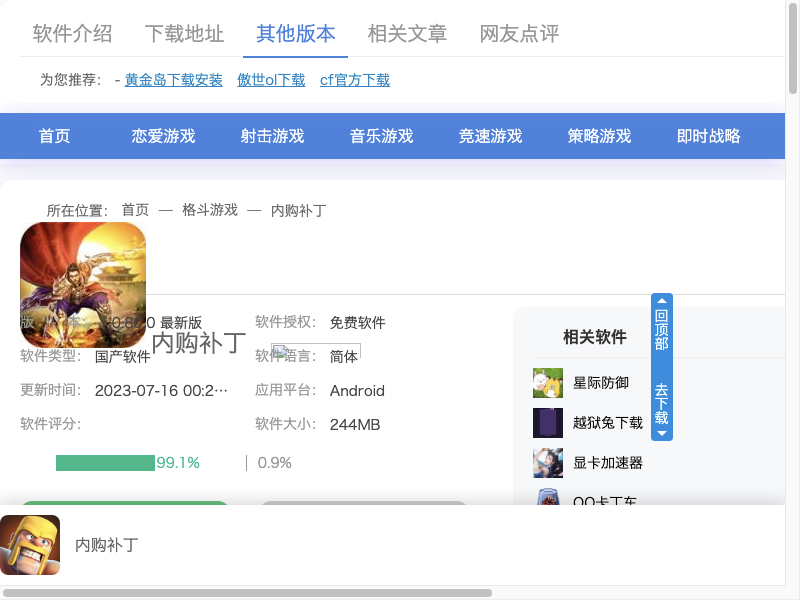 软件介绍 下载地址 其他版本 相关文章 网友点评
为您推荐： - 黄金岛下载安装 傲世ol下载 cf官方下载
首页 恋爱游戏 射击游戏 音乐游戏 竞速游戏 策略游戏 即时战略
所在位置： 首页 — 格斗游戏 — 内购补丁
0 最新版
软件授权： 免费软件
内购补丁
软件类型： 国产软件
软件语言： 简体
更新时间： 2023-07-16 00:2…
应用平台： Android
软件评分：
软件大小： 244MB
99.1%
0.9%
相关软件
星际防御
越狱兔下载
显卡加速器
QQ卡丁车
回顶部
去下载
内购补丁